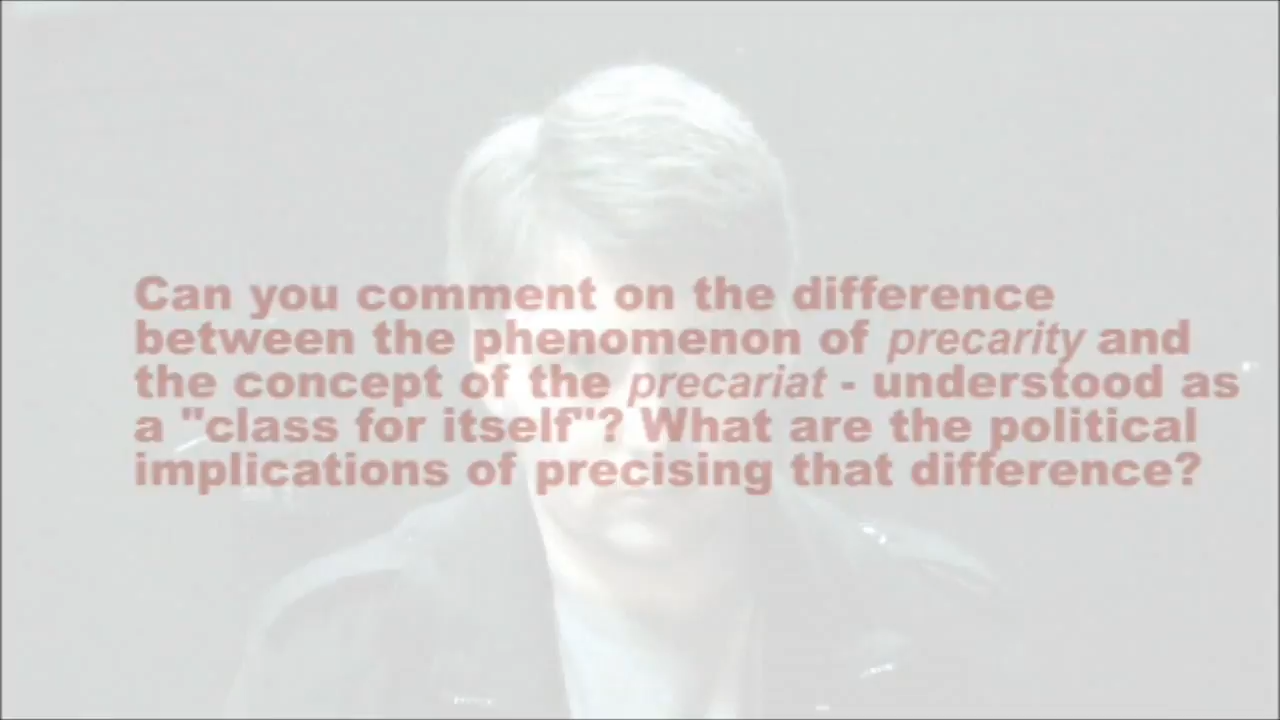 Can you comment on the difference
between the phenomenon of precarity and
the concept of the precariat - understood as
a "class for itself"? What are the political
implications of precising that difference?